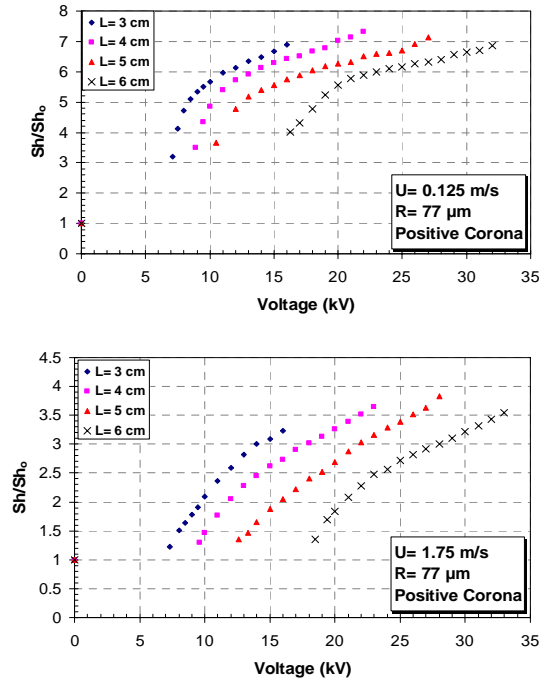 8
7
6
5
4
3
2
1
0
Sh/Sh₀
L= 3 cm
L= 4 cm
L= 5 cm
L= 6 cm
U= 0.125 m/s
R= 77 µm
Positive Corona
0 5 10 15 20 25 30 35
Voltage (kV)
4.5
4
3.5
3
2.5
2
1.5
1
0.5
0
Sh/Sh₀
L= 3 cm
L= 4 cm
L= 5 cm
L= 6 cm
U= 1.75 m/s
R= 77 µm
Positive Corona
0 5 10 15 20 25 30 35
Voltage (kV)